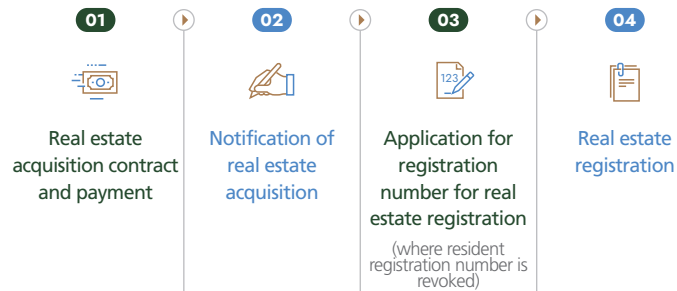 01
Real estate
acquisition contract
and payment
02
Notification of
real estate
acquisition
03
123
Application for
registration
number for real
estate registration
(where resident
registration number is
revoked)
04
Real estate
registration